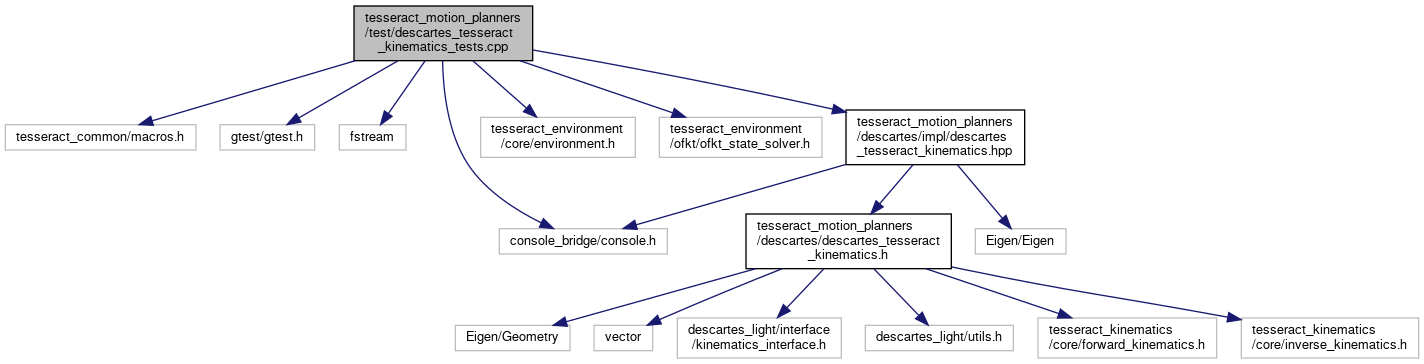 tesseract_motion_planners
/test/descartes_tesseract
_kinematics_tests.cpp
tesseract_common/macros.h
gtest/gtest.h
fstream
tesseract_environment
/core/environment.h
tesseract_environment
/ofkt/ofkt_state_solver.h
tesseract_motion_planners
/descartes/impl/descartes
_tesseract_kinematics.hpp
console_bridge/console.h
tesseract_motion_planners
/descartes/descartes_tesseract
_kinematics.h
Eigen/Eigen
Eigen/Geometry
vector
descartes_light/interface
/kinematics_interface.h
descartes_light/utils.h
tesseract_kinematics
/core/forward_kinematics.h
tesseract_kinematics
/core/inverse_kinematics.h